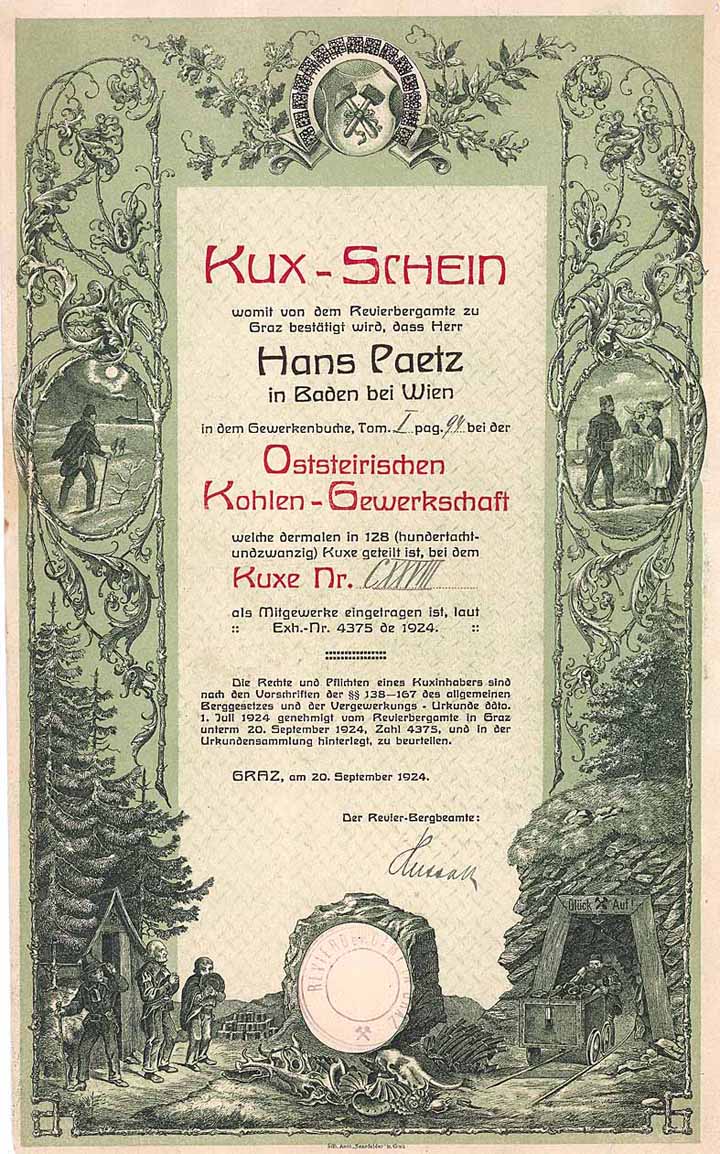 KUX - SCHEIN
womit von dem Revierbergamte zu
Graz bestätigt wird, dass Herr
Hans Paetz
in Baden bei Wien
in dem Gewerkenbuche, Tom. I pag. 94 bei der
Oststeirischen
Kohlen - Gewerkschaft
welche dermalen in 128 (hundertacht-
undzwanzig) Kuxe geteilt ist, bei dem
Kuxe Nr. CXXVIII
als Mitgewerke eingetragen ist, laut
:: Exh.-Nr. 4375 de 1924. ::
Die Rechte und Pflichten eines Kuxinhabers sind
nach den Vorschriften der §§ 138—167 des allgemeinen
Berggesetzes und der Vergewerkungs - Urkunde ddto.
1. Juli 1924 genehmigt vom Revierbergamte in Graz
unterm 20. September 1924, Zahl 4375, und in der
Urkundensammlung hinterlegt, zu beurteilen.
GRAZ, am 20. September 1924.
Der Revier-Bergbeamte:
Glück Auf!
REVIERBERGAMT IN GRAZ